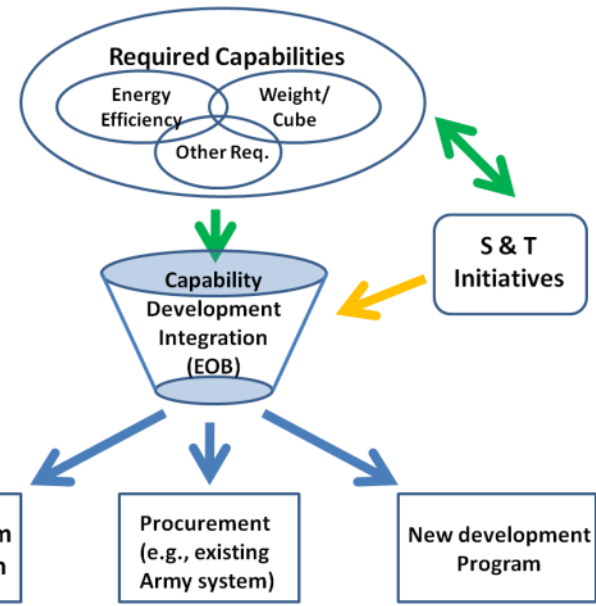 Required Capabilities
Energy
Efficiency
Weight/
Cube
Other Req.
S & T
Initiatives
Capability
Development
Integration
(EOB)
Procurement
(e.g., existing
Army system)
New development
Program